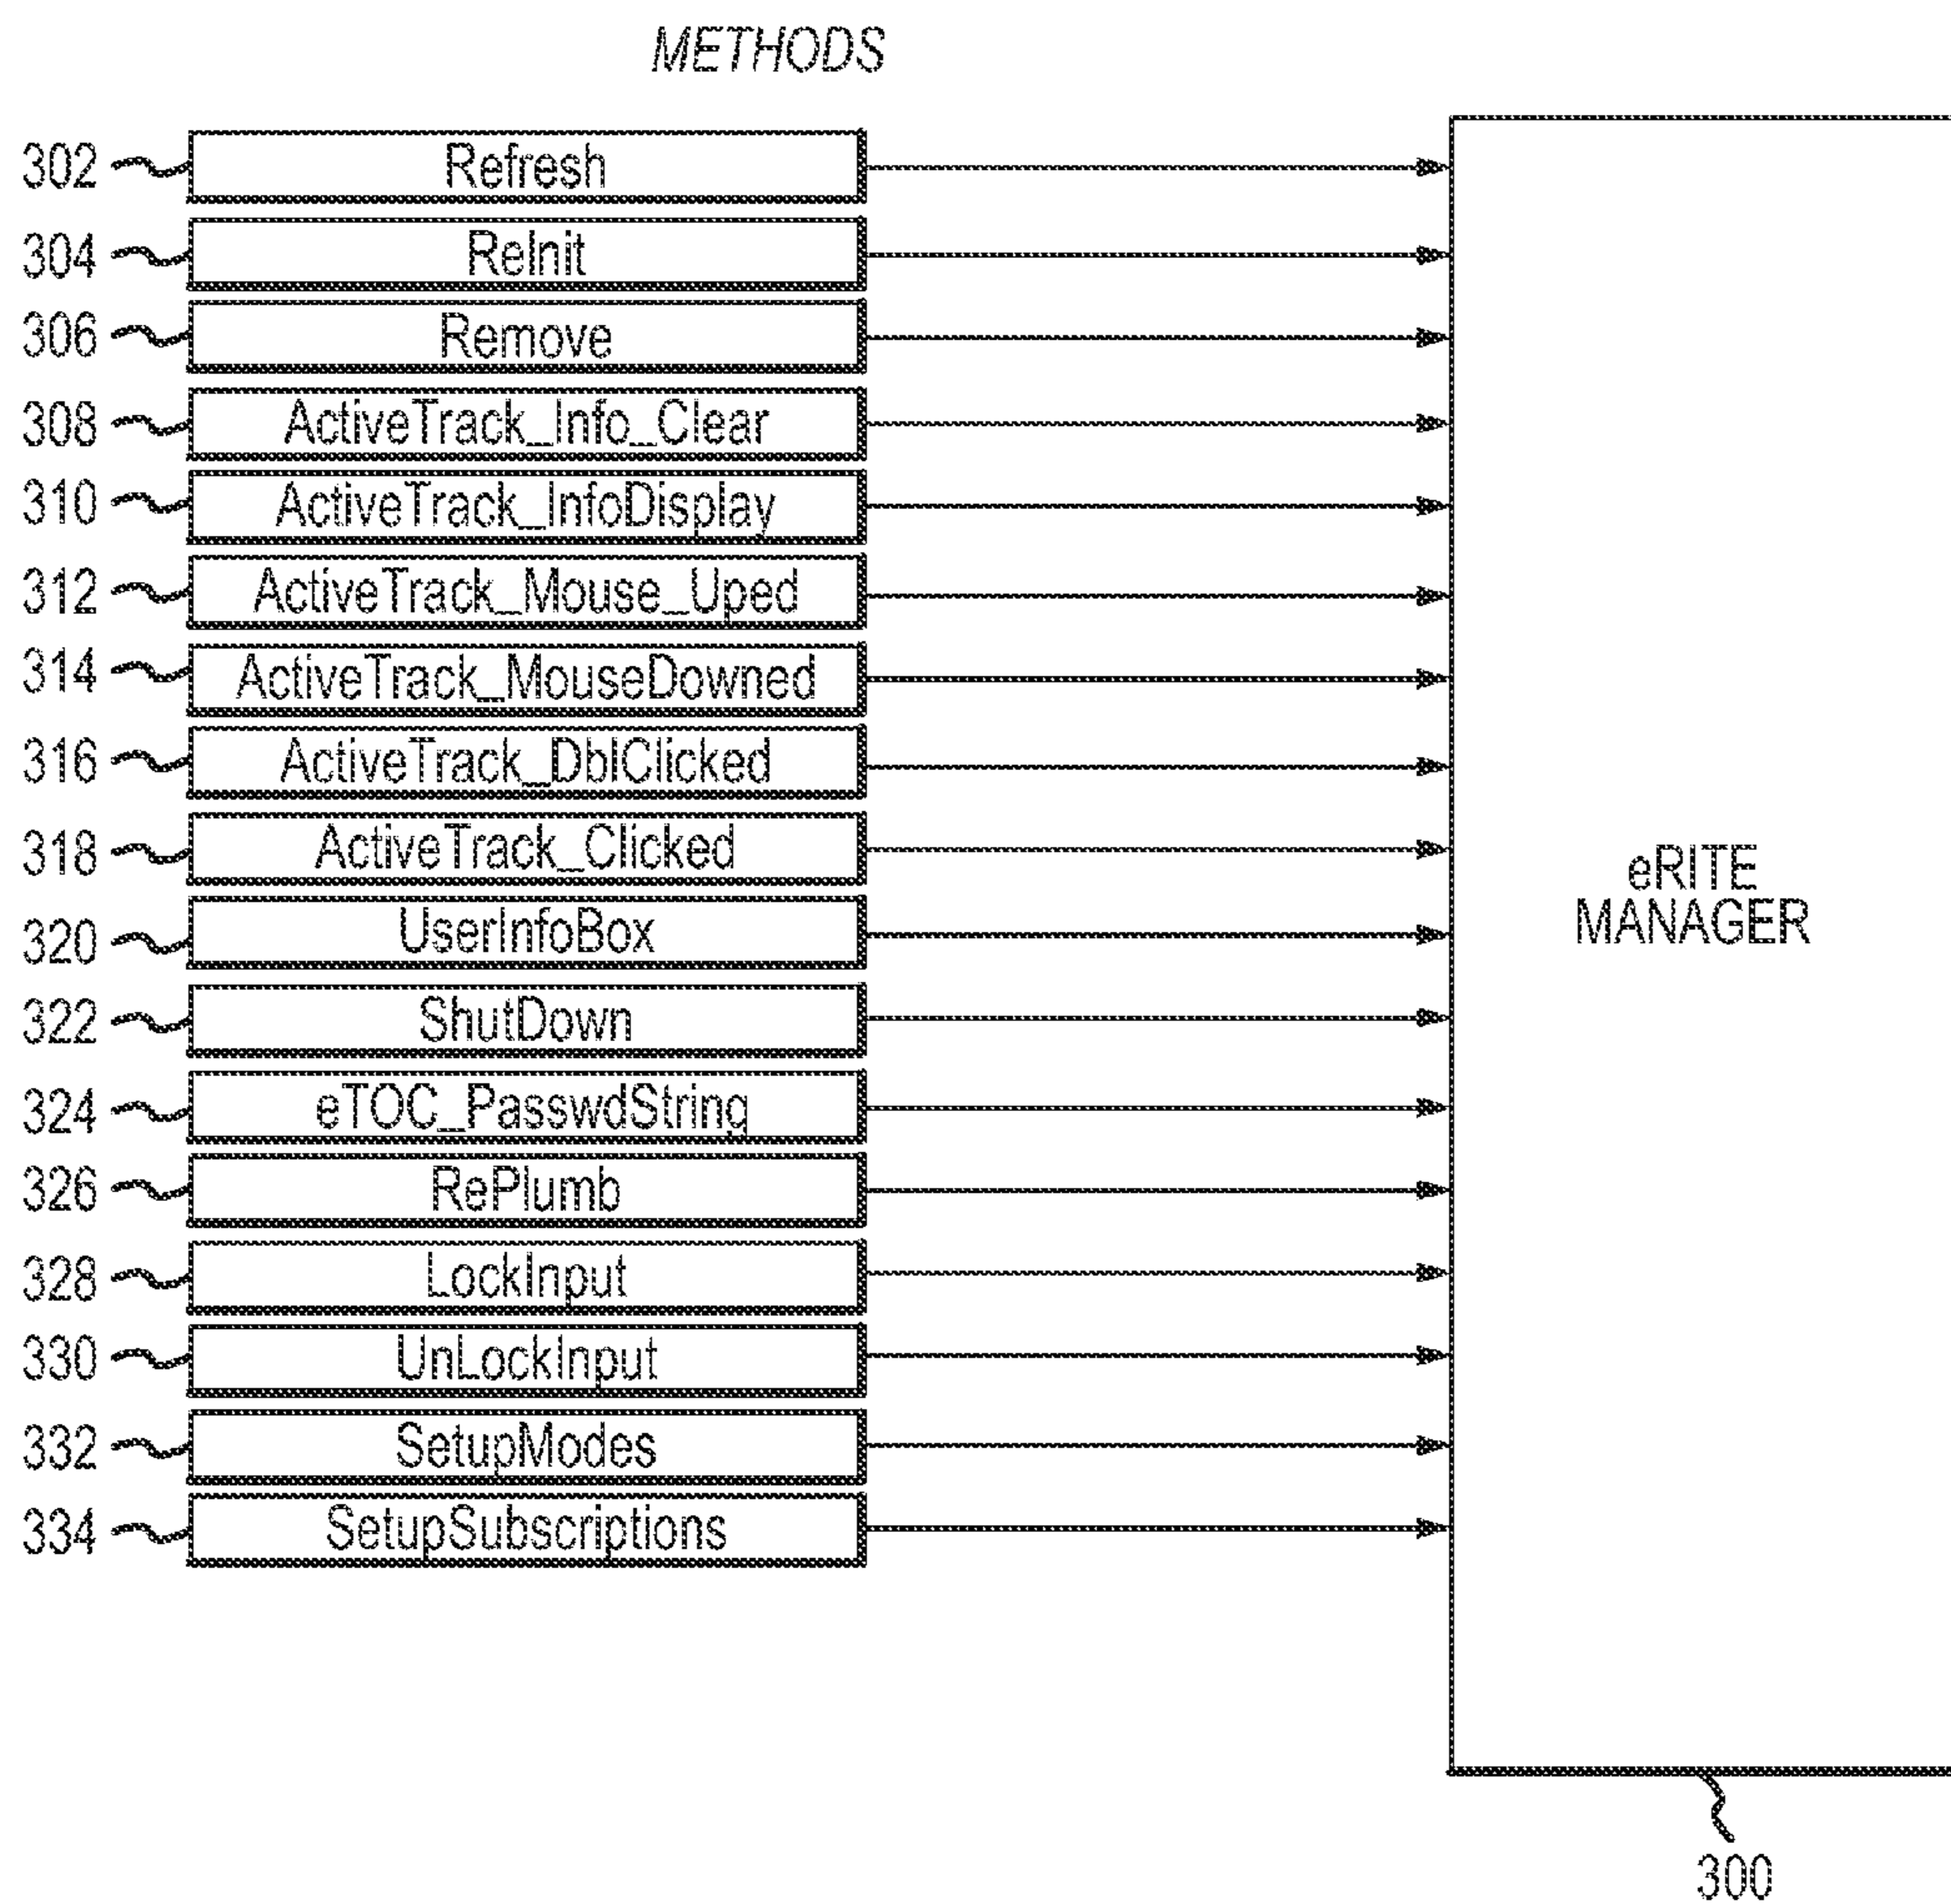 METHODS
302 Refresh
304 ReInit
306 Remove
308 ActiveTrack_Info_Clear
310 ActiveTrack_InfoDisplay
312 ActiveTrack_Mouse_Uped
314 ActiveTrack_MouseDowned
316 ActiveTrack_DblClicked
318 ActiveTrack_Clicked
320 UserInfoBox
322 ShutDown
324 eTOC_PasswdString
326 RePlumb
328 LockInput
330 UnLockInput
332 SetupModes
334 SetupSubscriptions
eRITE
MANAGER
300